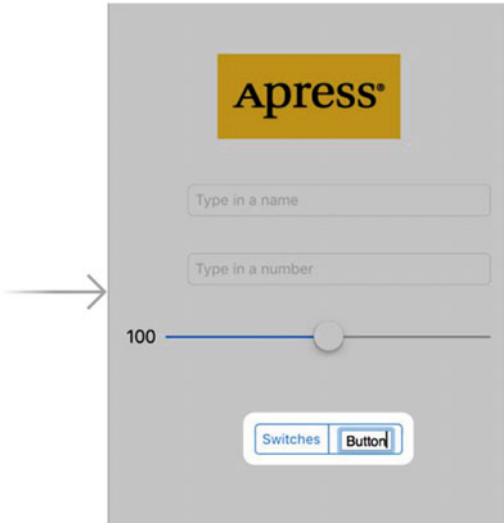 Apress®
Type in a name
Type in a number
100
Switches Button